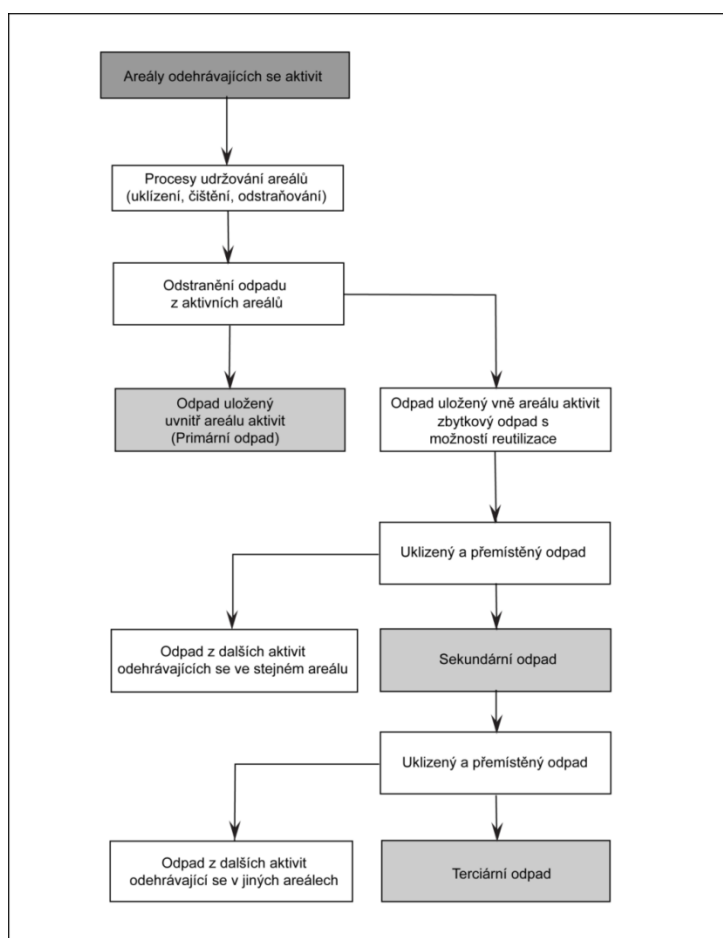 Areály odehrávajících se aktivit
Procesy udržování areálů
(uklízení, čištění, odstraňování)
Odstranění odpadu
z aktivních areálů
Odpad uložený
uvnitř areálu aktivit
(Primární odpad)
Odpad uložený vně areálu aktivit
zbytkový odpad s
možností reutilizace
Uklizený a přemístěný odpad
Odpad z dalších aktivit
odehrávajících se ve stejném areálu
Sekundární odpad
Uklizený a přemístěný odpad
Odpad z dalších aktivit
odehrávající se v jiných areálech
Terciární odpad